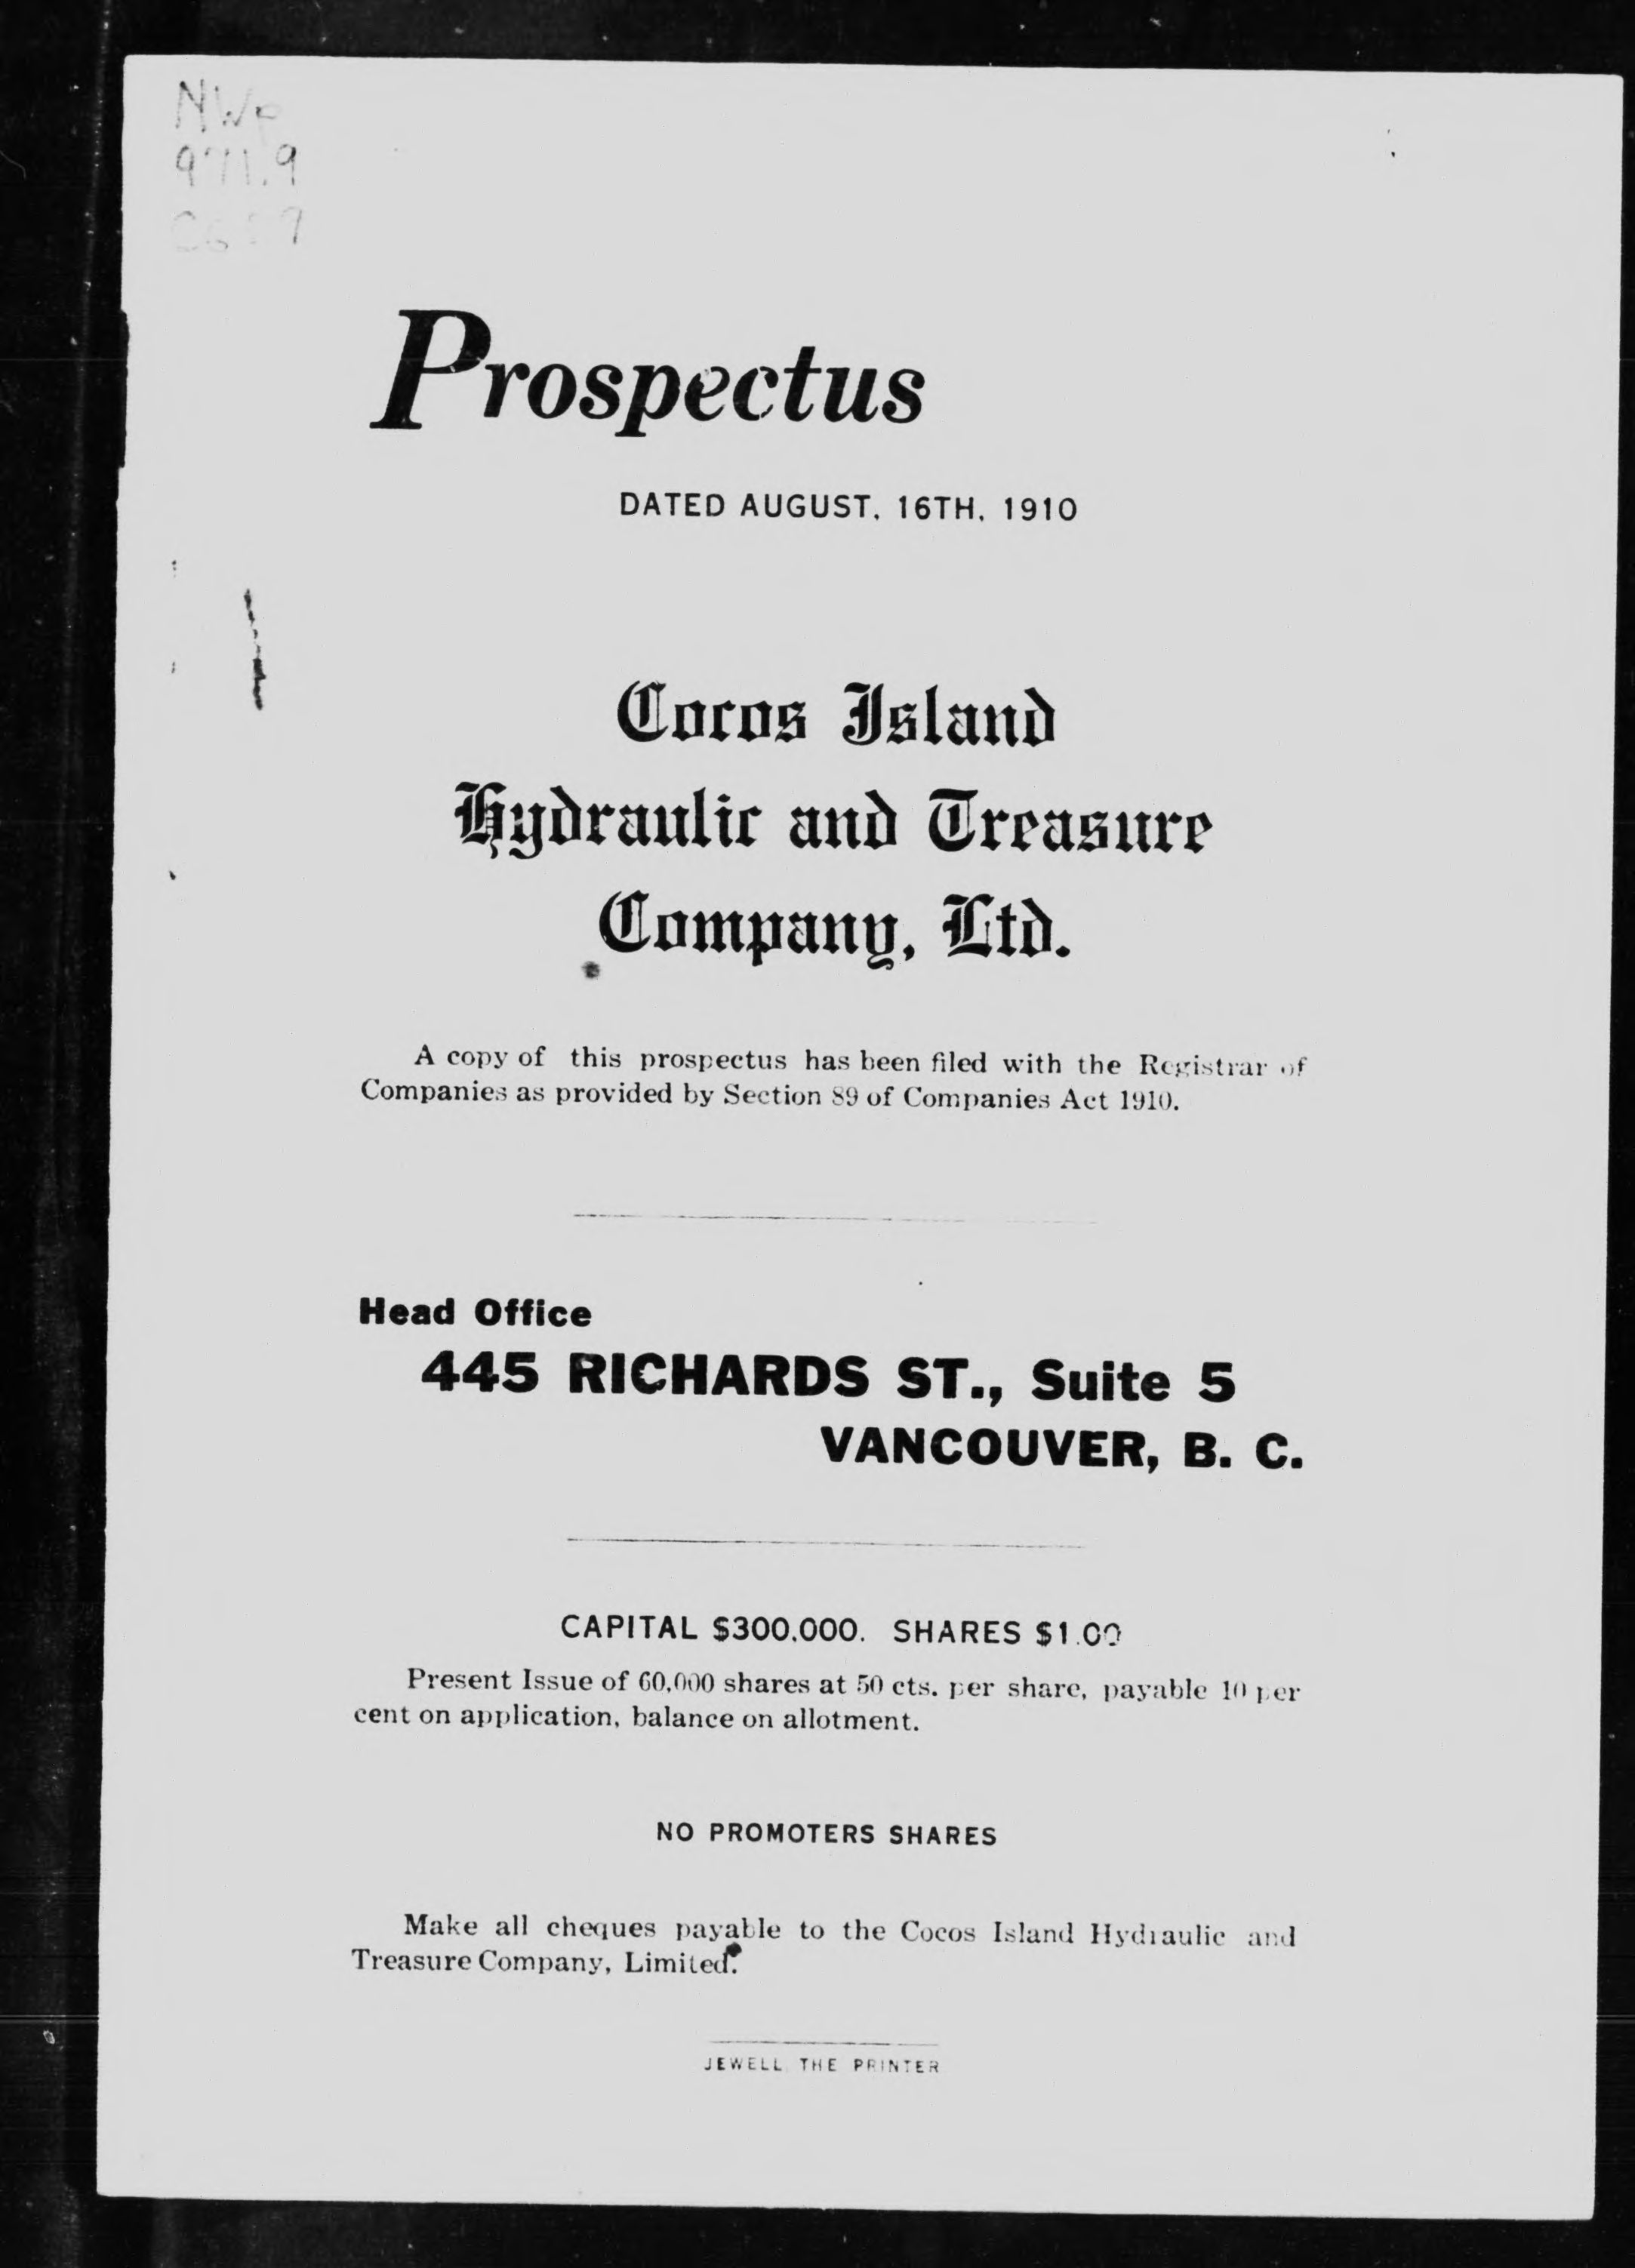 NWp
971.9
Prospectus
DATED AUGUST, 16TH, 1910
Cocos Island
Hydraulic and Treasure
Company, Ltd.
A copy of this prospectus has been filed with the Registrar of
Companies as provided by Section 89 of Companies Act 1910.
Head Office
445 RICHARDS ST., Suite 5
VANCOUVER, B. C.
CAPITAL $300,000. SHARES $1.00
Present Issue of 60,000 shares at 50 cts. per share, payable 10 per
cent on application, balance on allotment.
NO PROMOTERS SHARES
Make all cheques payable to the Cocos Island Hydraulic and
Treasure Company, Limited.
JEWELL THE PRINTER